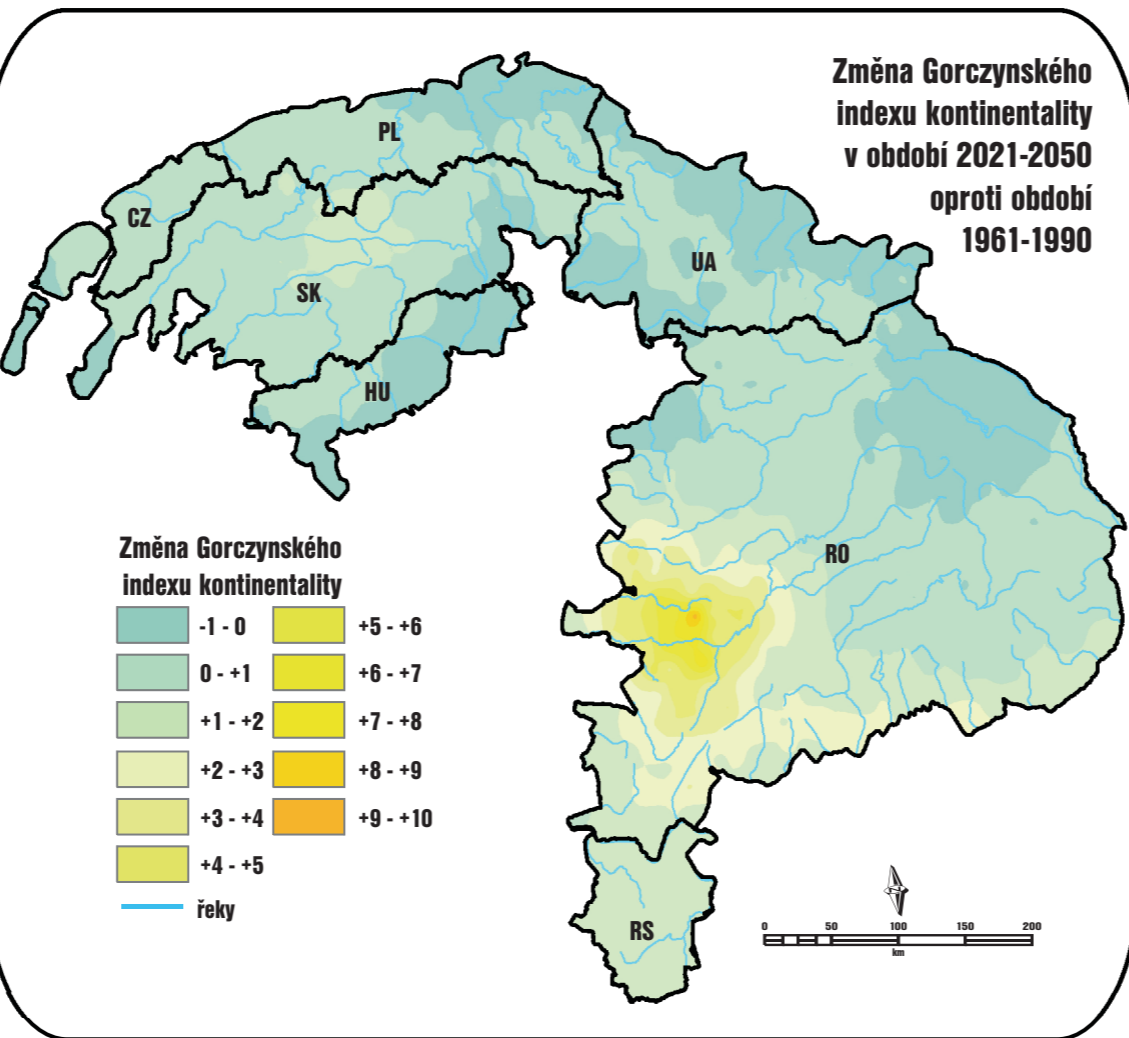 Změna Gorczynského
indexu kontinentality
v období 2021-2050
oproti období
1961-1990
PL
CZ
SK
UA
HU
RO
RS
Změna Gorczynského
indexu kontinentality
-1 - 0
0 - +1
+1 - +2
+2 - +3
+3 - +4
+4 - +5
+5 - +6
+6 - +7
+7 - +8
+8 - +9
+9 - +10
řeky
0 50 100 150 200
km